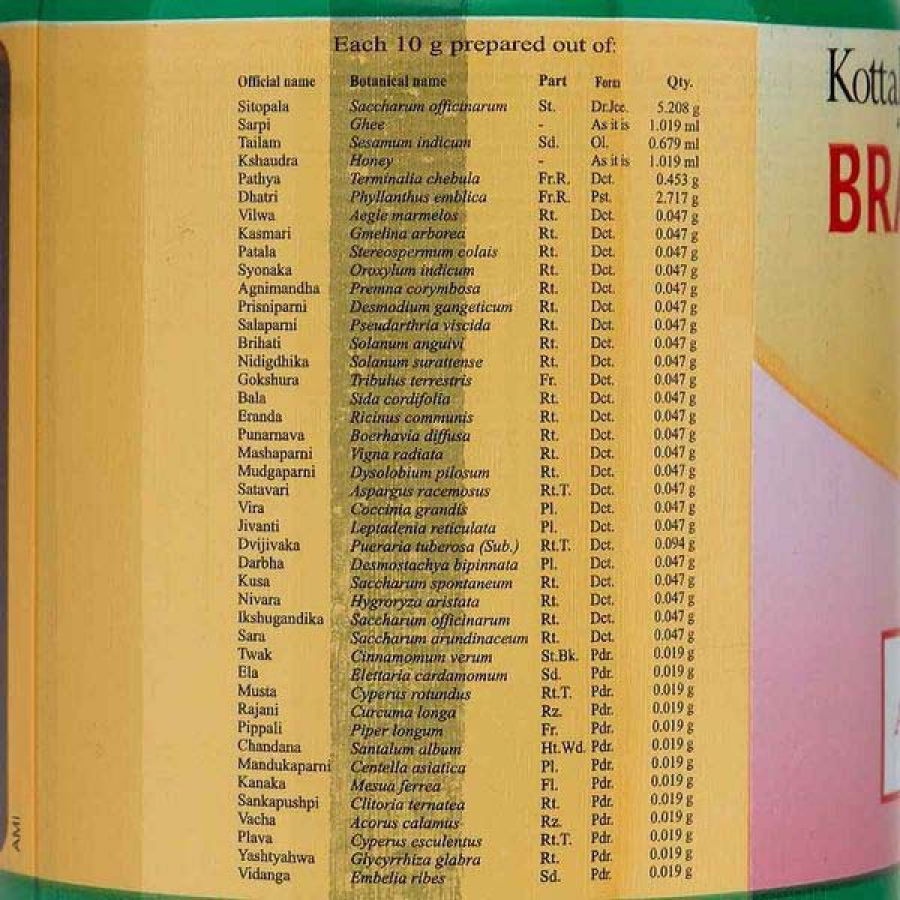 Each 10 g prepared out of:
Official name Botanical name Part Form Qty.
Sitopala Saccharum officinarum St. Dr.Jce. 5.208 g
Sarpi Ghee - As it is 1.019 ml
Tailam Sesamum indicum Sd. Ol. 0.679 ml
Kshaudra Honey - As it is 1.019 ml
Pathya Terminalia chebula Fr.R. Dct. 0.453 g
Dhatri Phyllanthus emblica Fr.R. Pst. 2.717 g
Vilwa Aegle marmelos Rt. Dct. 0.047 g
Kasmari Gmelina arborea Rt. Dct. 0.047 g
Patala Stereospermum colais Rt. Dct. 0.047 g
Syonaka Oroxylum indicum Rt. Dct. 0.047 g
Agnimandha Premna corymbosa Rt. Dct. 0.047 g
Prisniparni Desmodium gangeticum Rt. Dct. 0.047 g
Salaparni Pseudarthria viscida Rt. Dct. 0.047 g
Brihati Solanum anguivi Rt. Dct. 0.047 g
Nidigdhika Solanum surattense Rt. Dct. 0.047 g
Gokshura Tribulus terrestris Fr. Dct. 0.047 g
Bala Sida cordifolia Rt. Dct. 0.047 g
Eranda Ricinus communis Rt. Dct. 0.047 g
Punarnava Boerhavia diffusa Rt. Dct. 0.047 g
Mashaparni Vigna radiata Rt. Dct. 0.047 g
Mudgaparni Dysolobium pilosum Rt. Dct. 0.047 g
Satavari Aspargus racemosus Rt.T. Dct. 0.047 g
Vira Coccinia grandis Pl. Dct. 0.047 g
Jivanti Leptadenia reticulata Pl. Dct. 0.047 g
Dvijivaka Pueraria tuberosa (Sub.) Rt.T. Dct. 0.094 g
Darbha Desmostachya bipinnata Pl. Dct. 0.047 g
Kusa Saccharum spontaneum Rt. Dct. 0.047 g
Nivara Hygroryza aristata Rt. Dct. 0.047 g
Ikshugandika Saccharum officinarum Rt. Dct. 0.047 g
Sara Saccharum arundinaceum Rt. Dct. 0.047 g
Twak Cinnamomum verum St.Bk. Pdr. 0.019 g
Ela Elettaria cardamomum Sd. Pdr. 0.019 g
Musta Cyperus rotundus Rt.T. Pdr. 0.019 g
Rajani Curcuma longa Rz. Pdr. 0.019 g
Pippali Piper longum Fr. Pdr. 0.019 g
Chandana Santalum album Ht.Wd. Pdr. 0.019 g
Mandukaparni Centella asiatica Pl. Pdr. 0.019 g
Kanaka Mesua ferrea Fl. Pdr. 0.019 g
Sankapushpi Clitoria ternatea Rt. Pdr. 0.019 g
Vacha Acorus calamus Rz. Pdr. 0.019 g
Plava Cyperus esculentus Rt.T. Pdr. 0.019 g
Yashtyahwa Glycyrrhiza glabra Rt. Pdr. 0.019 g
Vidanga Embelia ribes Sd. Pdr. 0.019 g
AMI
Kottal
BRA